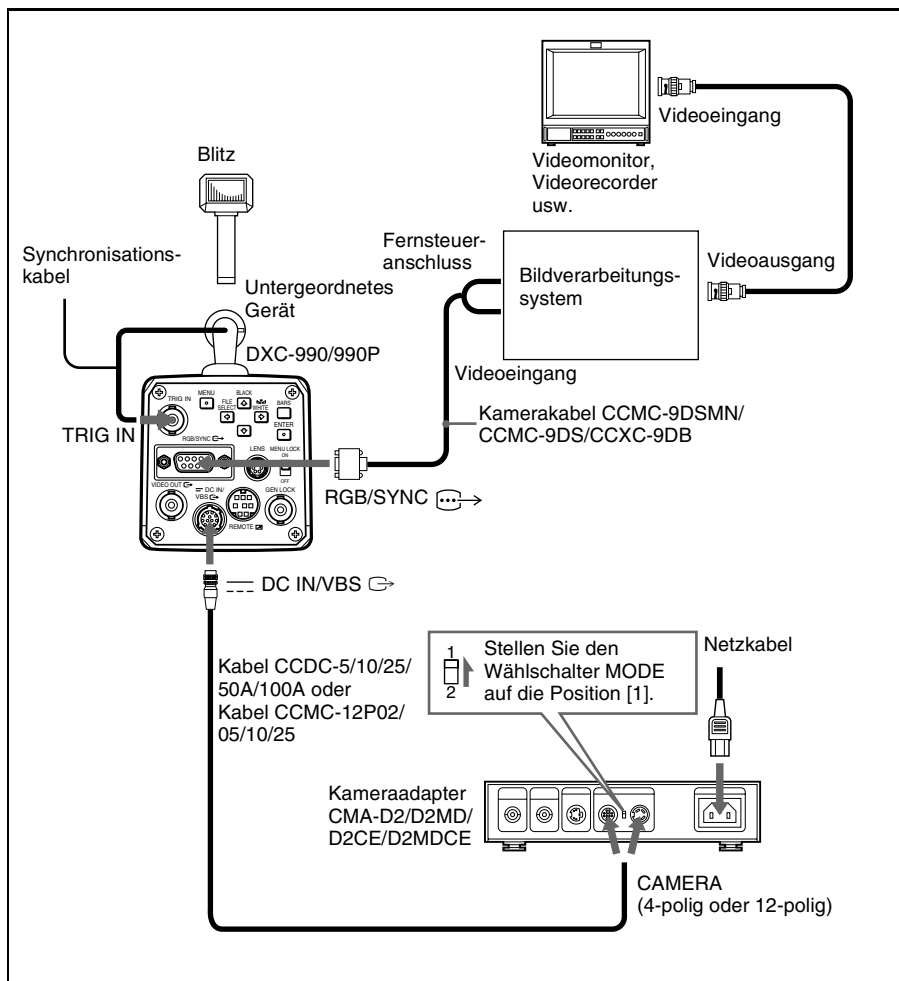 Videoeingang
Videomonitor,
Videorecorder
usw.
Blitz
Synchronisations-
kabel
Fernsteuer-
anschluss
Bildverarbeitungs-
system
Videoausgang
Untergeordnetes
Gerät
DXC-990/990P
Videoeingang
Kamerakabel CCMC-9DSMN/
CCMC-9DS/CCXC-9DB
TRIG IN
MENU
BLACK
FILE
SELECT
WHITE
BARS
ENTER
TRIG IN
RGB/SYNC
LENS
MENU LOCK
ON
OFF
RGB/SYNC
VIDEO OUT
DC IN/
VBS
GEN LOCK
REMOTE
DC IN/VBS
1
2
Stellen Sie den
Wählschalter MODE
auf die Position [1].
Netzkabel
Kabel CCDC-5/10/25/
50A/100A oder
Kabel CCMC-12P02/
05/10/25
Kameraadapter
CMA-D2/D2MD/
D2CE/D2MDCE
CAMERA
(4-polig oder 12-polig)